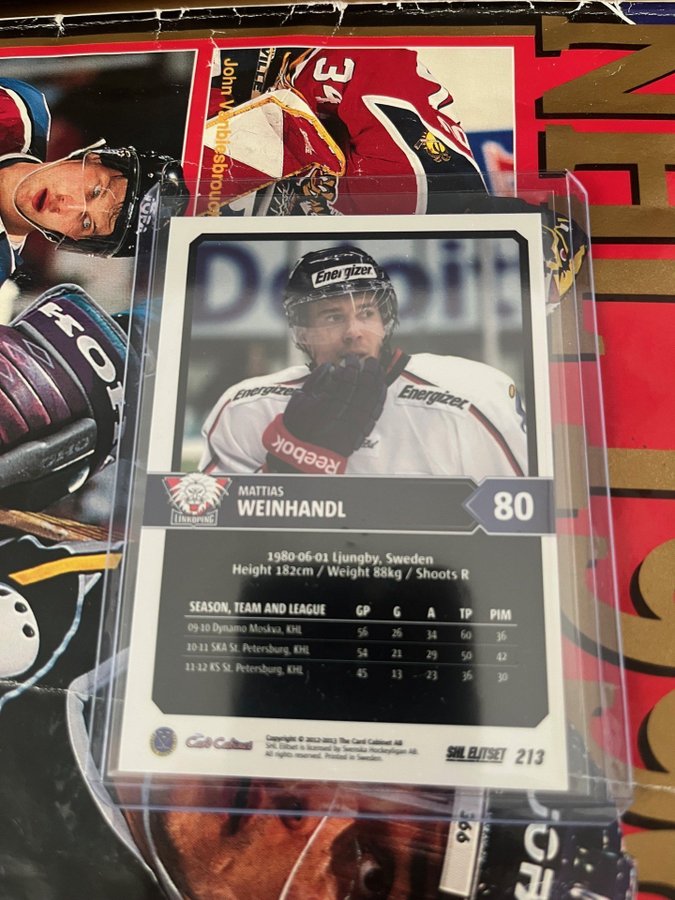 John Vanbiesbrouck
34
KOHO
OHO
Detroit
Energizer.
Energizer
Energizer
Reebok
LINKÖPING
MATTIAS
WEINHANDL
80
1980-06-01 Ljungby, Sweden
Height 182cm / Weight 88kg / Shoots R
SEASON, TEAM AND LEAGUE GP G A TP PIM
09-10 Dynamo Moskva, KHL 56 26 34 60 36
10-11 SKA St. Petersburg, KHL 54 21 29 50 42
11-12 KS St. Petersburg, KHL 45 13 23 36 30
Card Cabinet
Copyright © 2012-2013 The Card Cabinet AB
SHL Elitset is licensed by Svenska Hockeyligan AB.
All rights reserved. Printed in Sweden.
SHL ELITSET 213
366